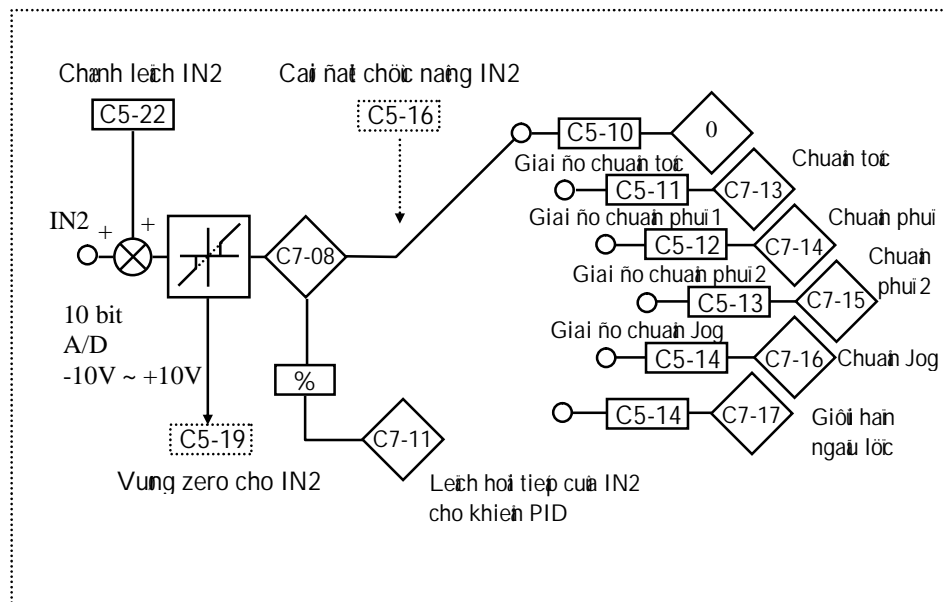 Chænh leäch IN2
Caøi ñaët chöùc naêng IN2
C5-22
C5-16
C5-10
0
Giaûi ño chuaån toác
Chuaån toác
C5-11
C7-13
IN2
+
+
Giaûi ño chuaån phuï 1
Chuaån phuï
C7-08
C5-12
C7-14
Giaûi ño chuaån phuï 2
Chuaån
phuï 2
C5-13
C7-15
10 bit
A/D
-10V ~ +10V
Giaûi ño chuaån Jog
%
C5-14
C7-16
Chuaån Jog
C5-14
C7-17
Giôùi haïn
ngaãu löïc
C5-19
C7-11
Vuøng zero cho IN2
Leäch hoài tieáp cuûa IN2
cho khieån PID